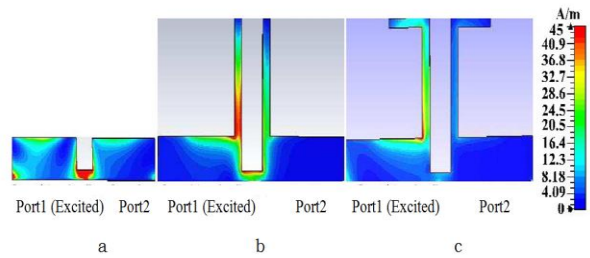 A/m
45
40.9
36.8
32.7
28.6
24.5
20.5
16.4
12.3
8.18
4.09
0
Port1 (Excited) Port2
Port1 (Excited) Port2
Port1 (Excited) Port2
a b c